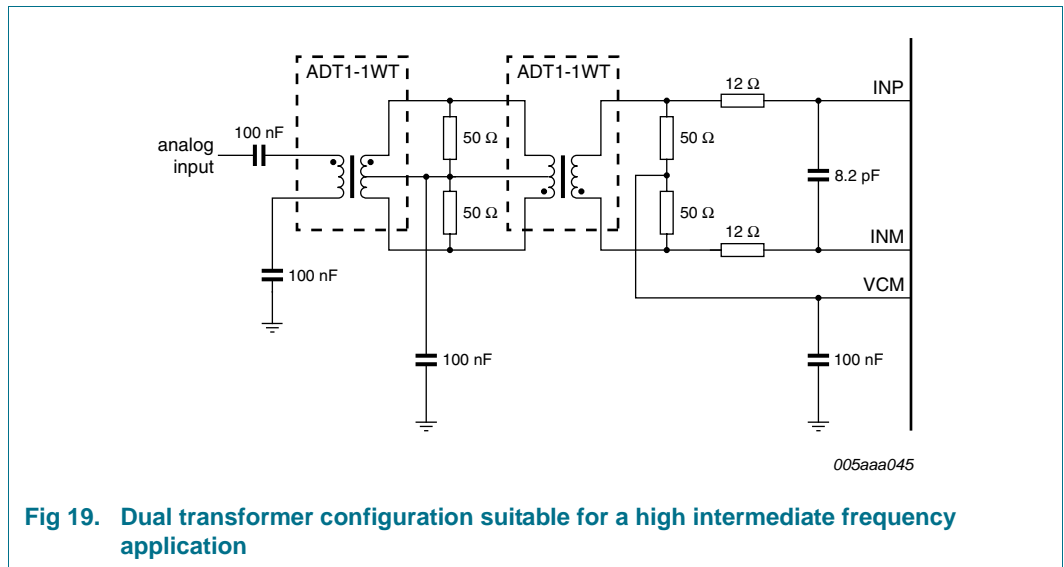 ADT1-1WT
ADT1-1WT
12 Ω
INP
100 nF
analog
input
50 Ω
50 Ω
8.2 pF
50 Ω
50 Ω
12 Ω
INM
100 nF
VCM
100 nF
100 nF
005aaa045
Fig 19. Dual transformer configuration suitable for a high intermediate frequency
application